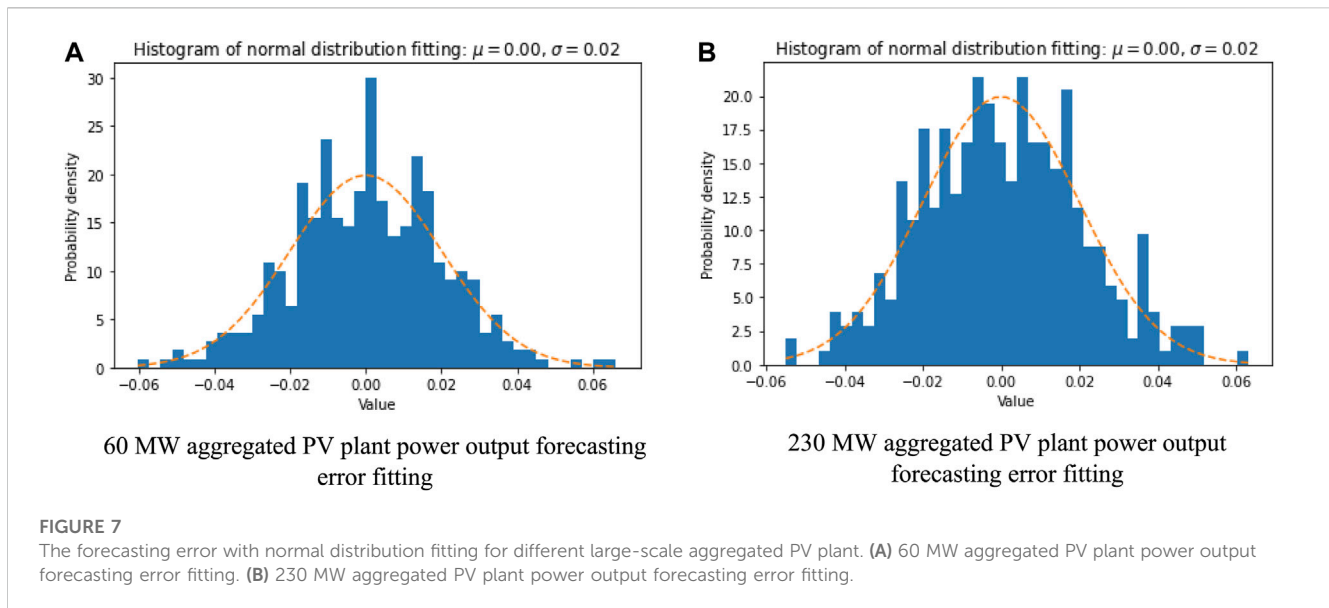 A
Histogram of normal distribution fitting: μ = 0.00, σ = 0.02
30
25
20
15
10
5
0
Probability density
−0.06 −0.04 −0.02 0.00 0.02 0.04 0.06
Value
60 MW aggregated PV plant power output forecasting
error fitting
B
Histogram of normal distribution fitting: μ = 0.00, σ = 0.02
20.0
17.5
15.0
12.5
10.0
7.5
5.0
2.5
0.0
Probability density
−0.06 −0.04 −0.02 0.00 0.02 0.04 0.06
Value
230 MW aggregated PV plant power output
forecasting error fitting
FIGURE 7
The forecasting error with normal distribution fitting for different large-scale aggregated PV plant. (A) 60 MW aggregated PV plant power output
forecasting error fitting. (B) 230 MW aggregated PV plant power output forecasting error fitting.